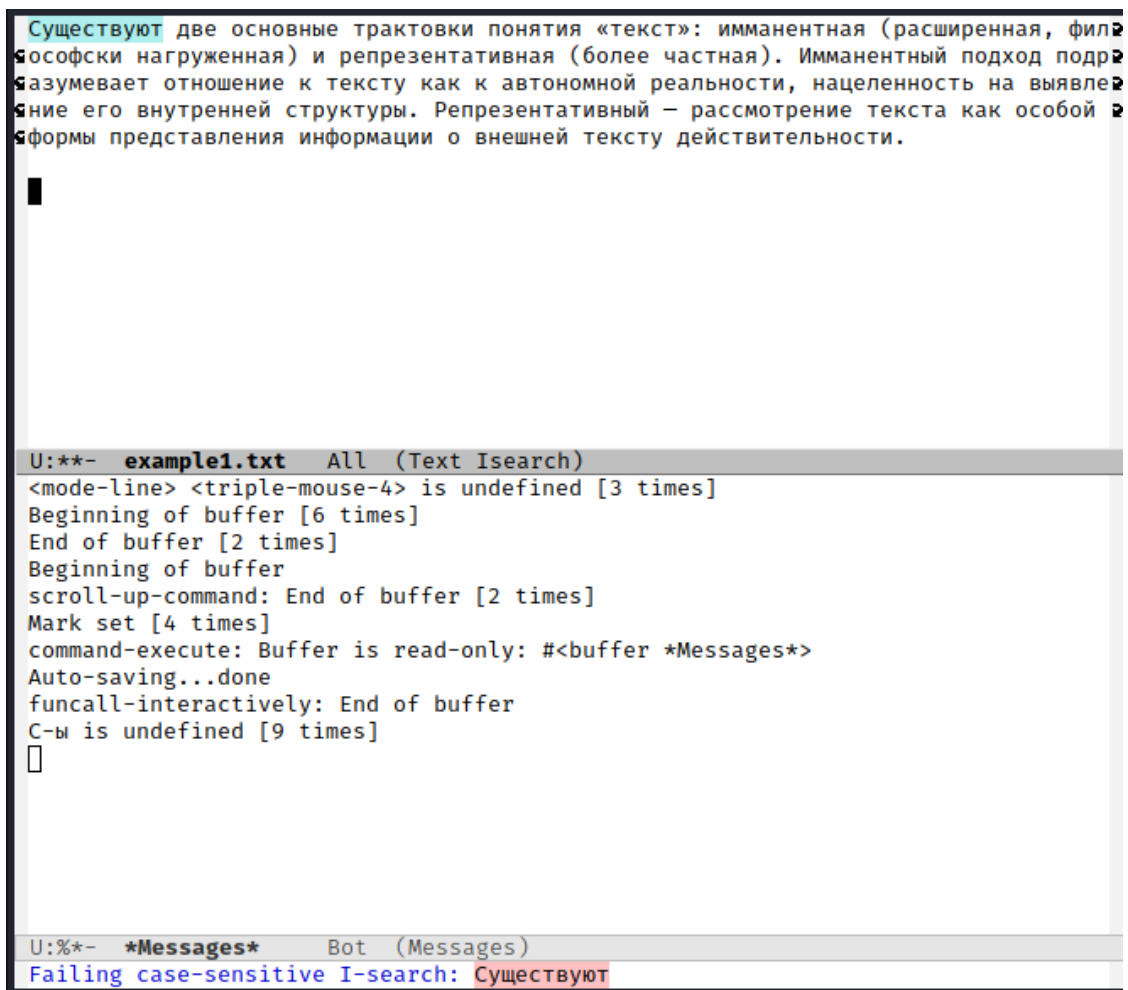 Существуют две основные трактовки понятия «текст»: имманентная (расширенная, фил
ософски нагруженная) и репрезентативная (более частная). Имманентный подход подр
азумевает отношение к тексту как к автономной реальности, нацеленность на выявле
ние его внутренней структуры. Репрезентативный — рассмотрение текста как особой
формы представления информации о внешней тексту действительности.
U:**-  example1.txt   All  (Text Isearch)
<mode-line> <triple-mouse-4> is undefined [3 times]
Beginning of buffer [6 times]
End of buffer [2 times]
Beginning of buffer
scroll-up-command: End of buffer [2 times]
Mark set [4 times]
command-execute: Buffer is read-only: #<buffer *Messages*>
Auto-saving...done
funcall-interactively: End of buffer
C-ы is undefined [9 times]
U:%*-  *Messages*     Bot  (Messages)
Failing case-sensitive I-search: Существуют